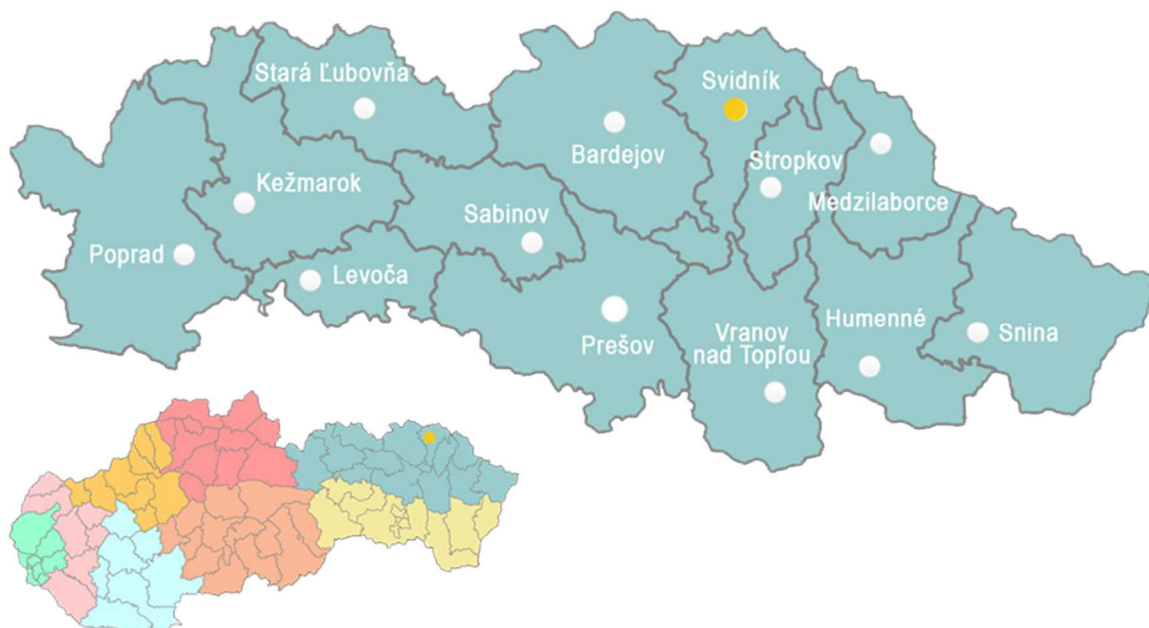 Stará Ľubovňa
Svidník
Bardejov
Stropkov
Kežmarok
Medzilaborce
Sabinov
Poprad
Levoča
Humenné
Vranov
nad Topľou
Snina
Prešov